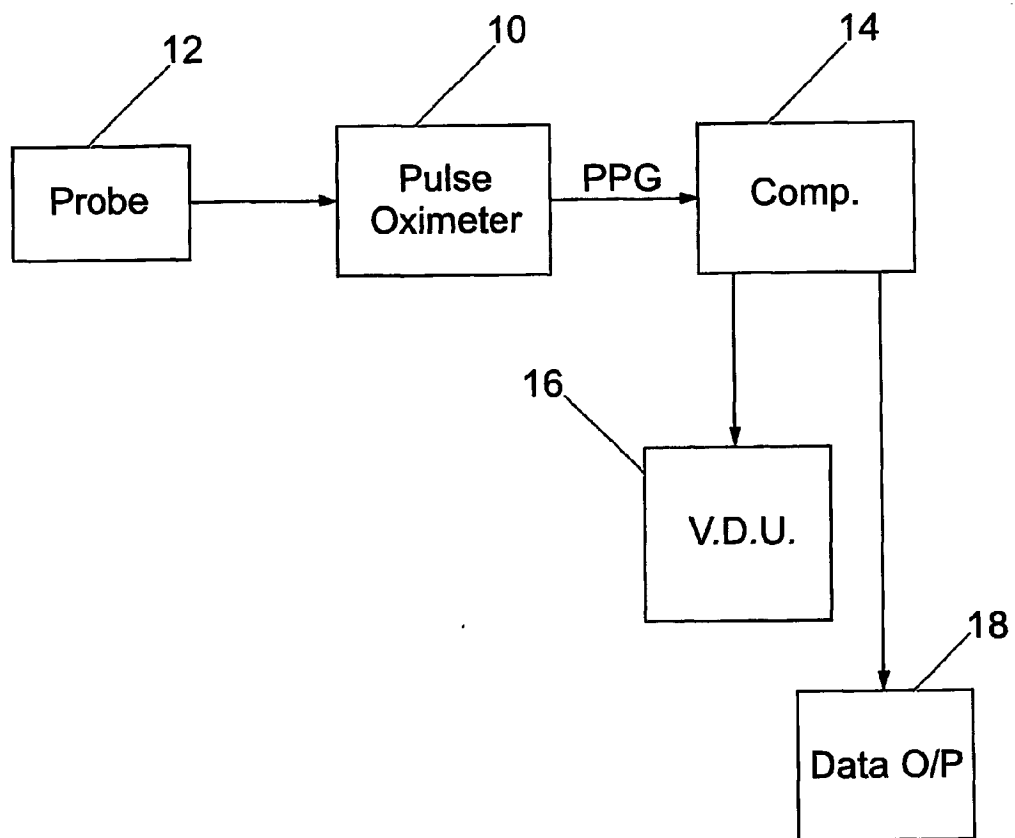 12
10
14
Probe
Pulse
Oximeter
PPG
Comp.
16
V.D.U.
18
Data O/P